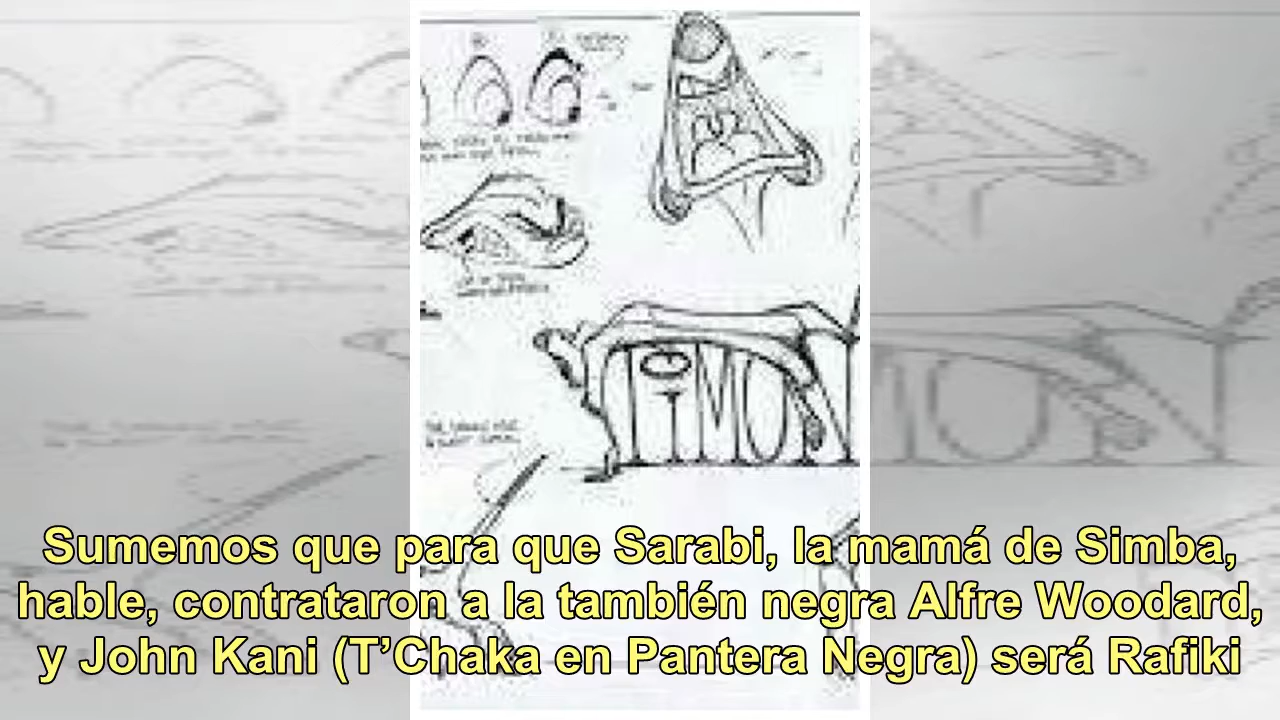 TIMON
Sumemos que para que Sarabi, la mamá de Simba,
hable, contrataron a la también negra Alfre Woodard,
y John Kani (T’Chaka en Pantera Negra) será Rafiki